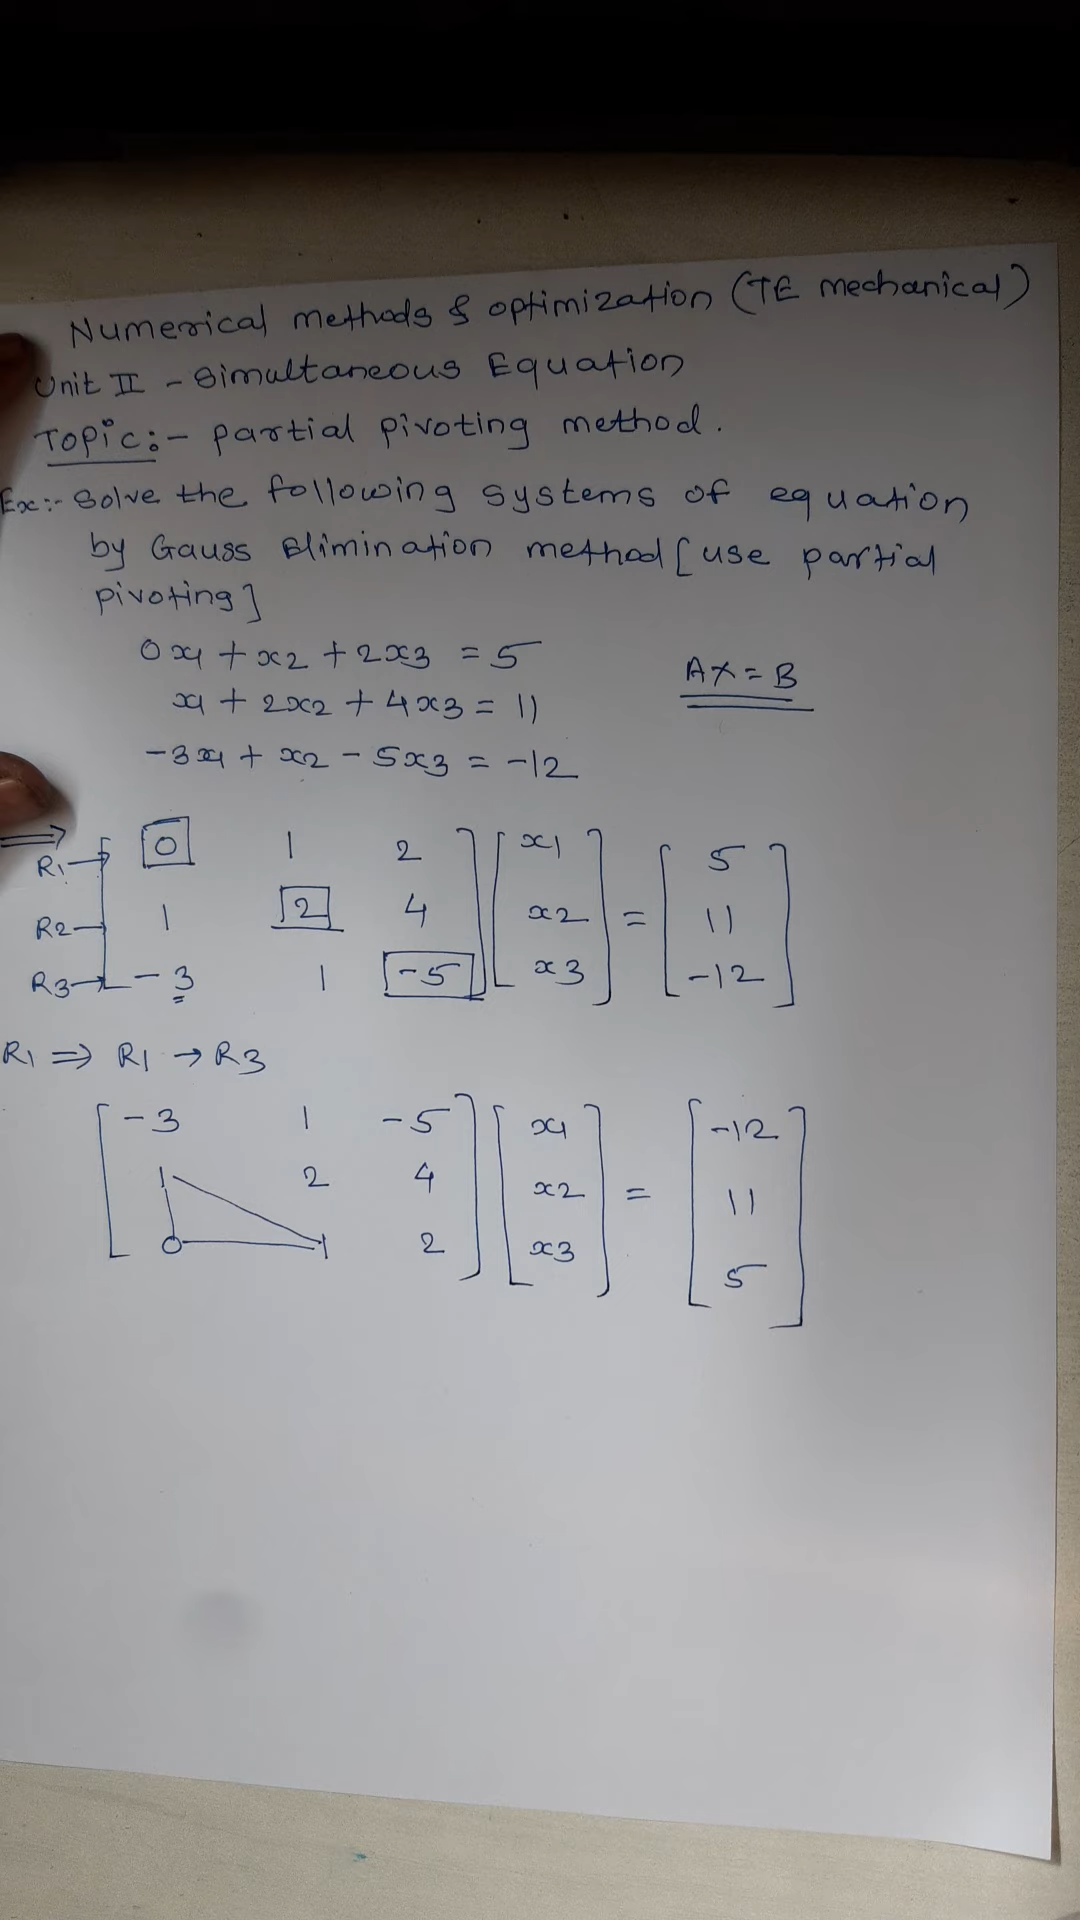 Numerical methods & optimization (TE mechanical)
Unit II - Simultaneous Equation
Topic:- partial pivoting method.
Ex:- Solve the following systems of equation
by Gauss Elimination method [use partial
pivoting]
0x1 + x2 + 2x3 = 5
AX = B
x1 + 2x2 + 4x3 = 11
-3x1 + x2 - 5x3 = -12
⇒
R1→ [ 0 1 2 ] [ x1 ] = [ 5 ]
R2→ [ 1 2 4 ] [ x2 ] = [ 11 ]
R3→ [ -3 1 -5 ] [ x3 ] = [ -12 ]
R1 ⇒ R1 → R3
[ -3 1 -5 ] [ x1 ] = [ -12 ]
[ 1 2 4 ] [ x2 ] = [ 11 ]
[ 0 1 2 ] [ x3 ] = [ 5 ]